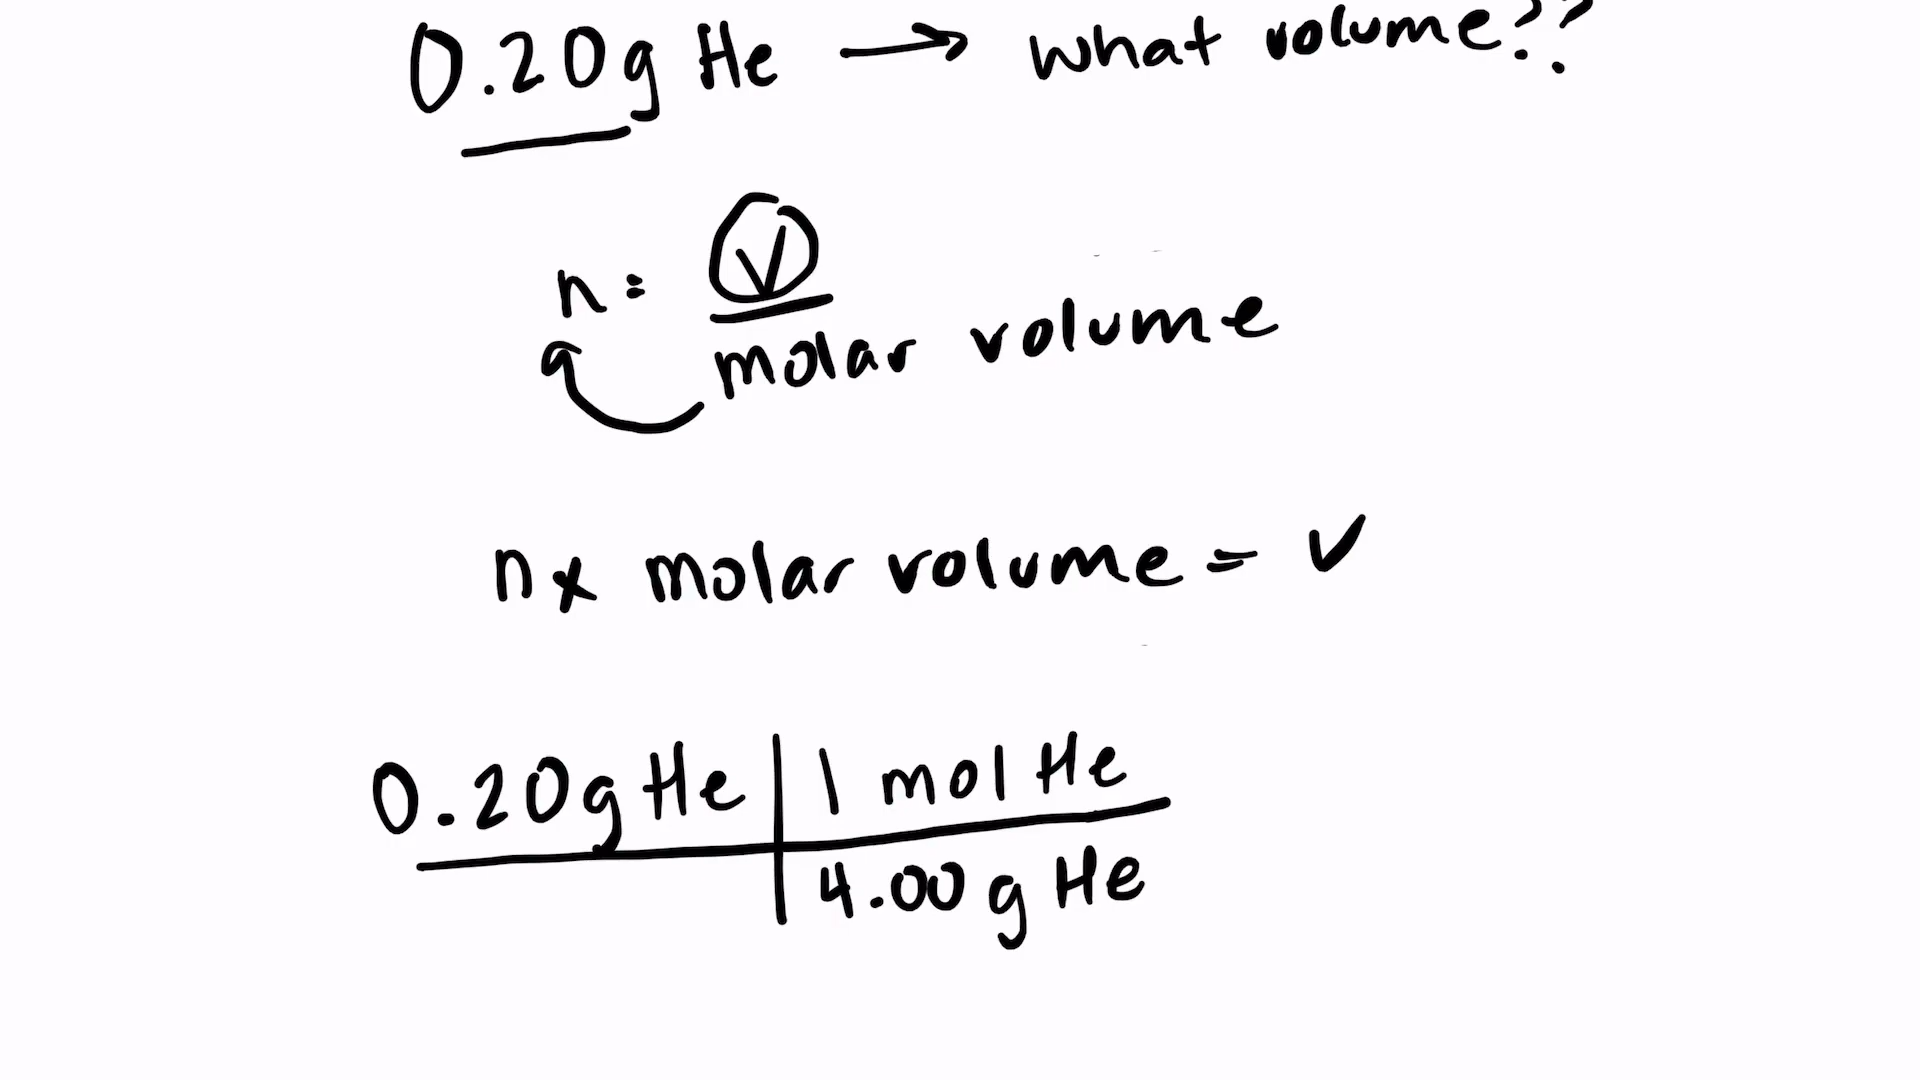 0.20g He → what volume??
n = V
molar volume
n x molar volume = V
0.20g He | 1 mol He
4.00 g He